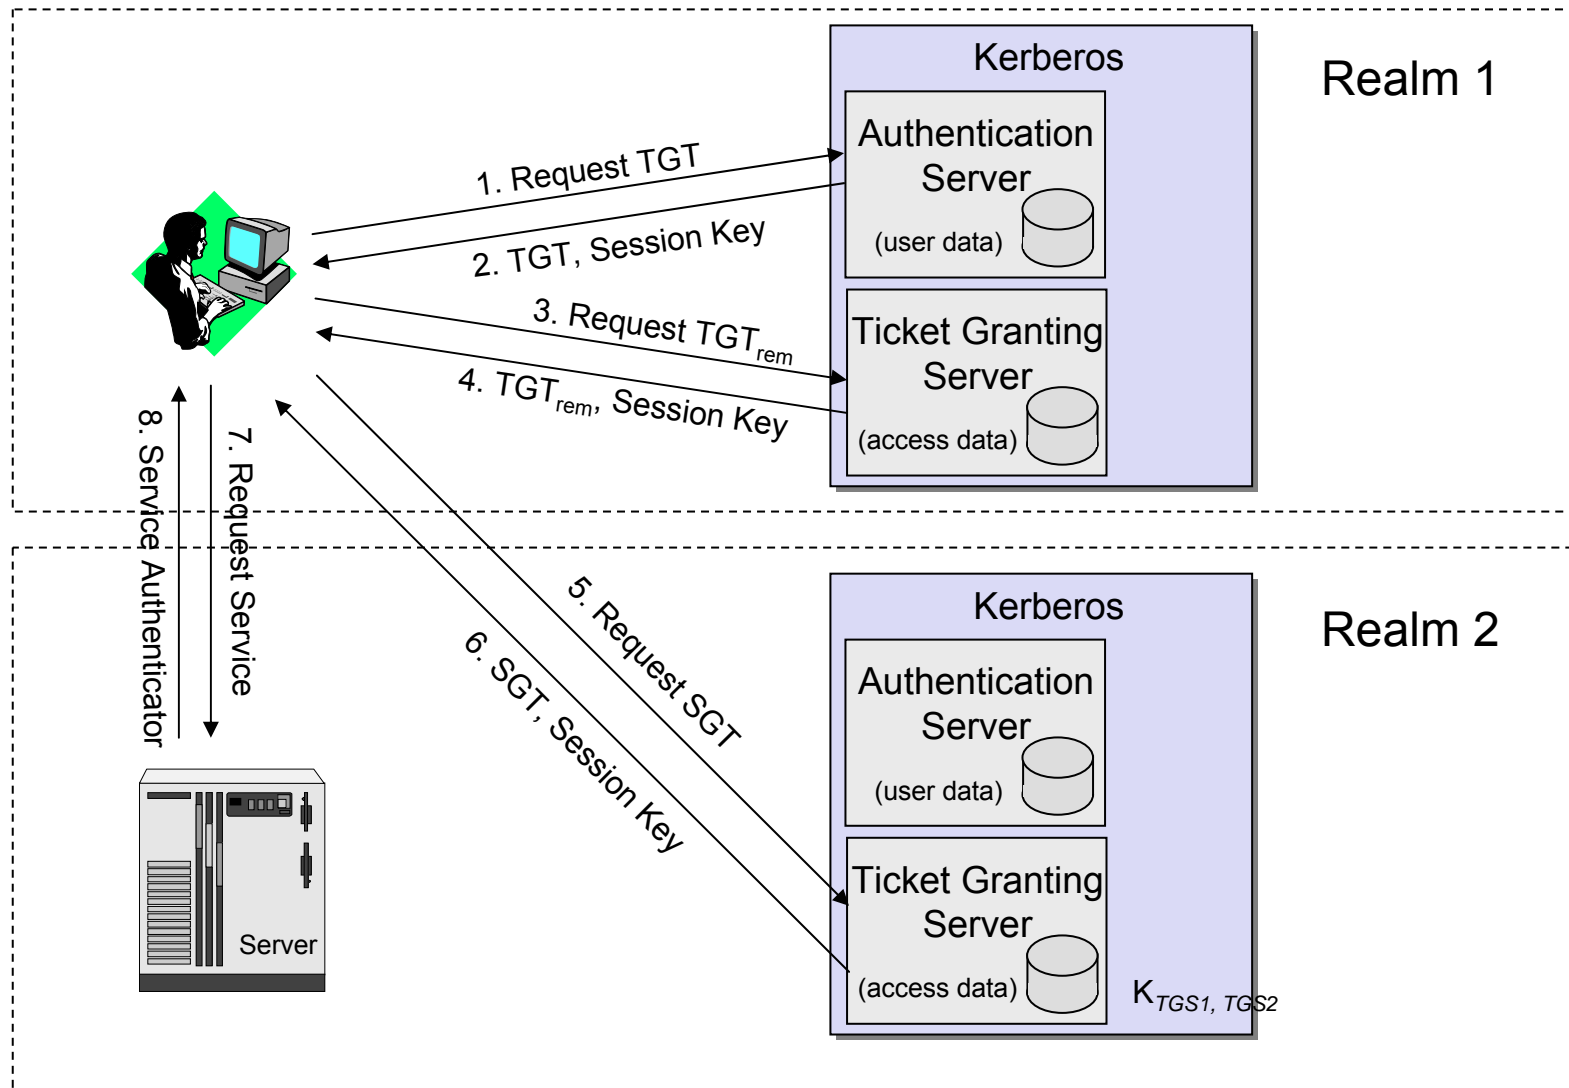 Realm 1
Kerberos
Authentication
Server
(user data)
Ticket Granting
Server
(access data)
1. Request TGT
2. TGT, Session Key
3. Request TGTrem
4. TGTrem, Session Key
8. Service Authenticator
7. Request Service
5. Request SGT
6. SGT, Session Key
Realm 2
Kerberos
Authentication
Server
(user data)
Ticket Granting
Server
(access data)
KTGS1, TGS2
Server